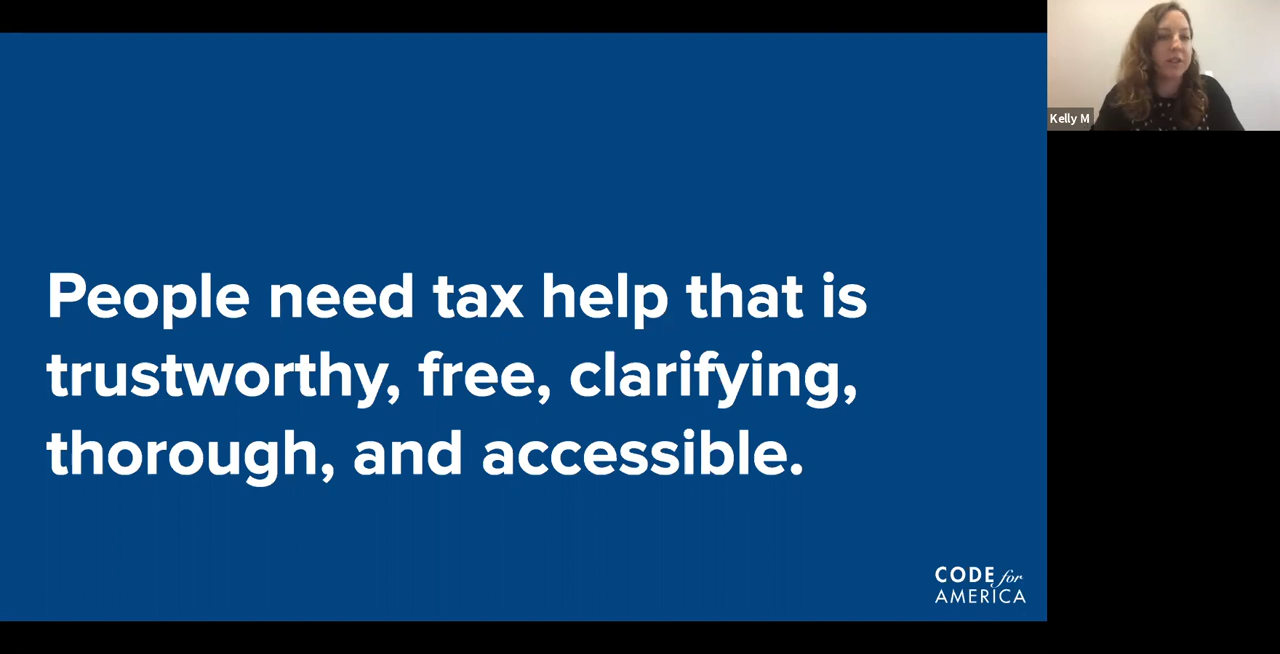 People need tax help that is
trustworthy, free, clarifying,
thorough, and accessible.
CODE for
AMERICA
Kelly M